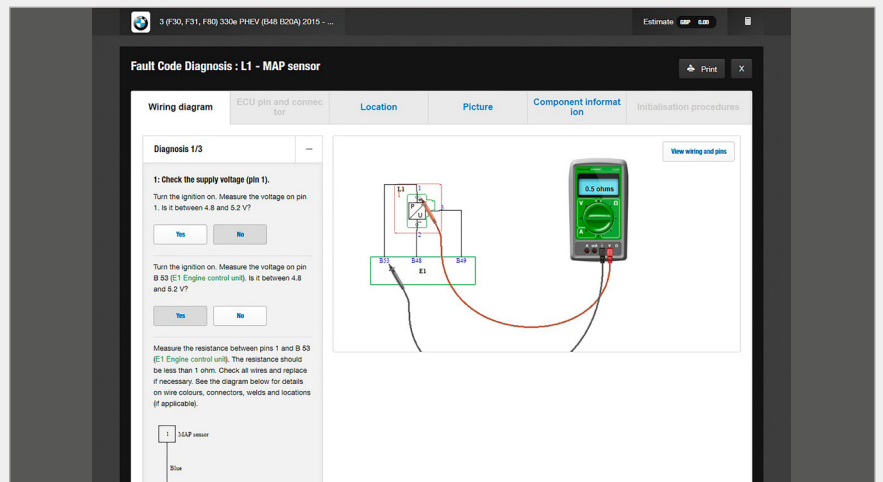 3 (F30, F31, F80) 330e PHEV (B48 B20A) 2015 - ...
Estimate GBP 0.00
Fault Code Diagnosis : L1 - MAP sensor
Print X
Wiring diagram
ECU pin and connec
tor
Location
Picture
Component informat
ion
Initialisation procedures
Diagnosis 1/3
1: Check the supply voltage (pin 1).
Turn the ignition on. Measure the voltage on pin
1. Is it between 4.8 and 5.2 V?
Yes No
Turn the ignition on. Measure the voltage on pin
B 53 (E1 Engine control unit). Is it between 4.8
and 5.2 V?
Yes No
Measure the resistance between pins 1 and B 53
(E1 Engine control unit). The resistance should
be less than 1 ohm. Check all wires and replace
if necessary. See the diagram below for details
on wire colours, connectors, welds and locations
(if applicable).
1 MAP sensor
Blue
View wiring and pins
L1 1
P
U
3
2
B53 B48 B49
E1
0.5 ohms
V Ω
A